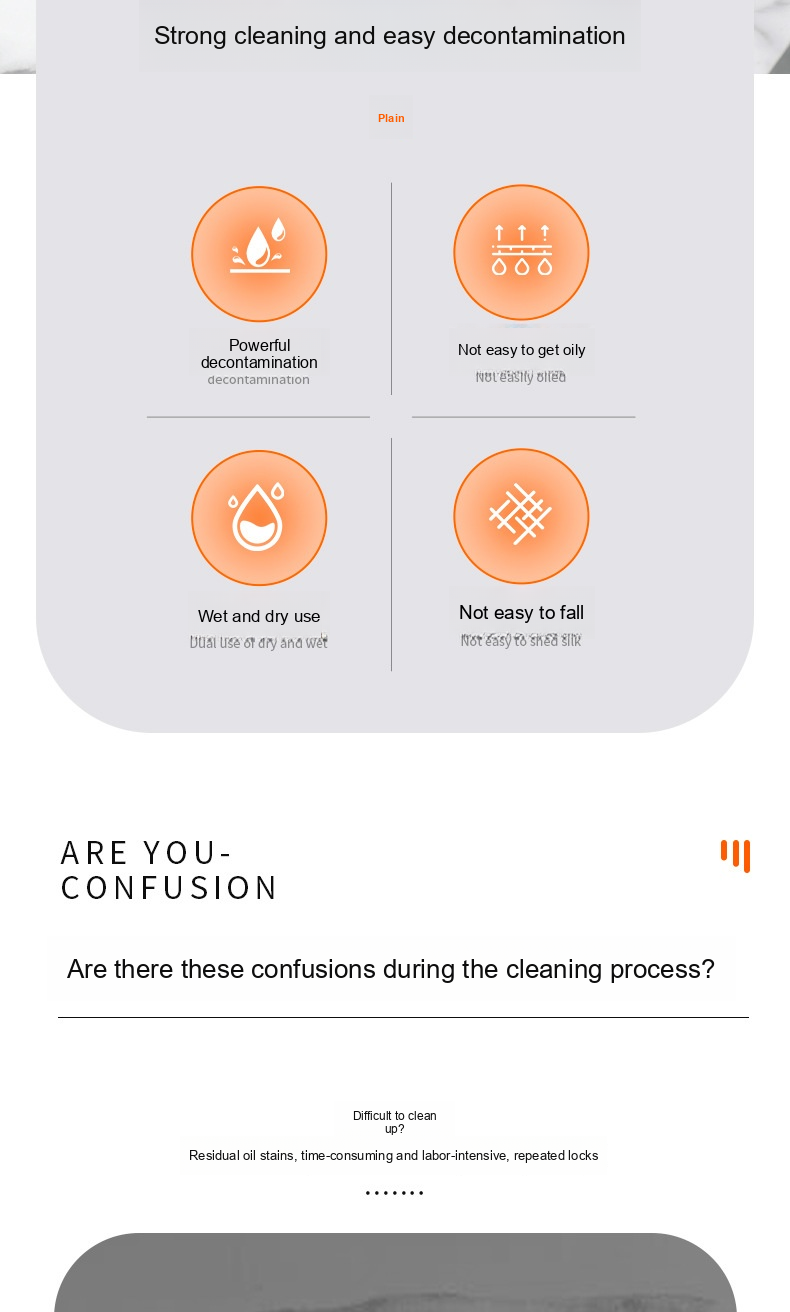 Strong cleaning and easy decontamination
Plain
Powerful
decontamination
decontamination
Not easy to get oily
Not easily oiled
Wet and dry use
Dual use of dry and wet
Not easy to fall
Not easy to shed silk
ARE YOU-
CONFUSION
Are there these confusions during the cleaning process?
Difficult to clean
up?
Residual oil stains, time-consuming and labor-intensive, repeated locks
.......